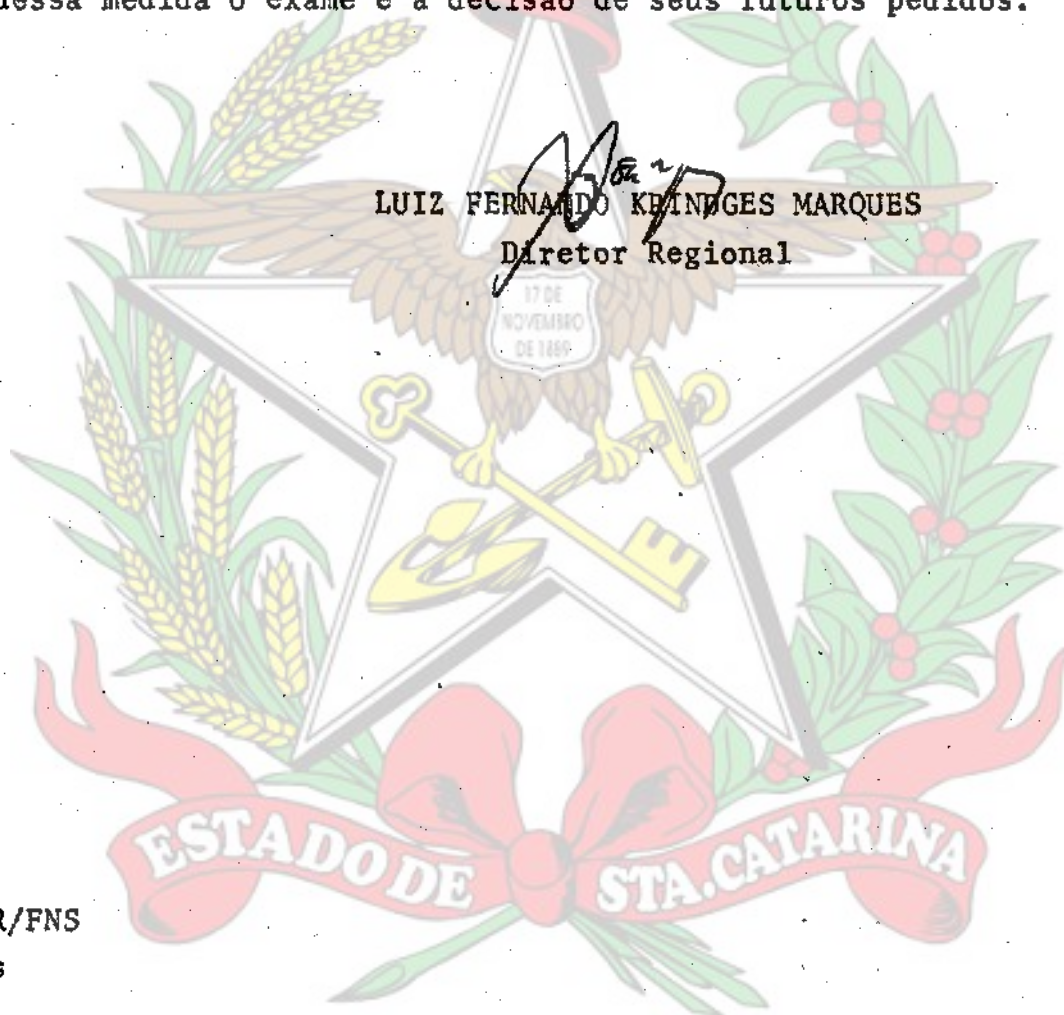 dessa medida o exame e a decisão de seus futuros pedidos.
LUIZ FERNANDO KRINDGES MARQUES
Diretor Regional
17 DE
NOVEMBRO
DE 1889
ESTADO DE STA.CATARINA
R/FNS